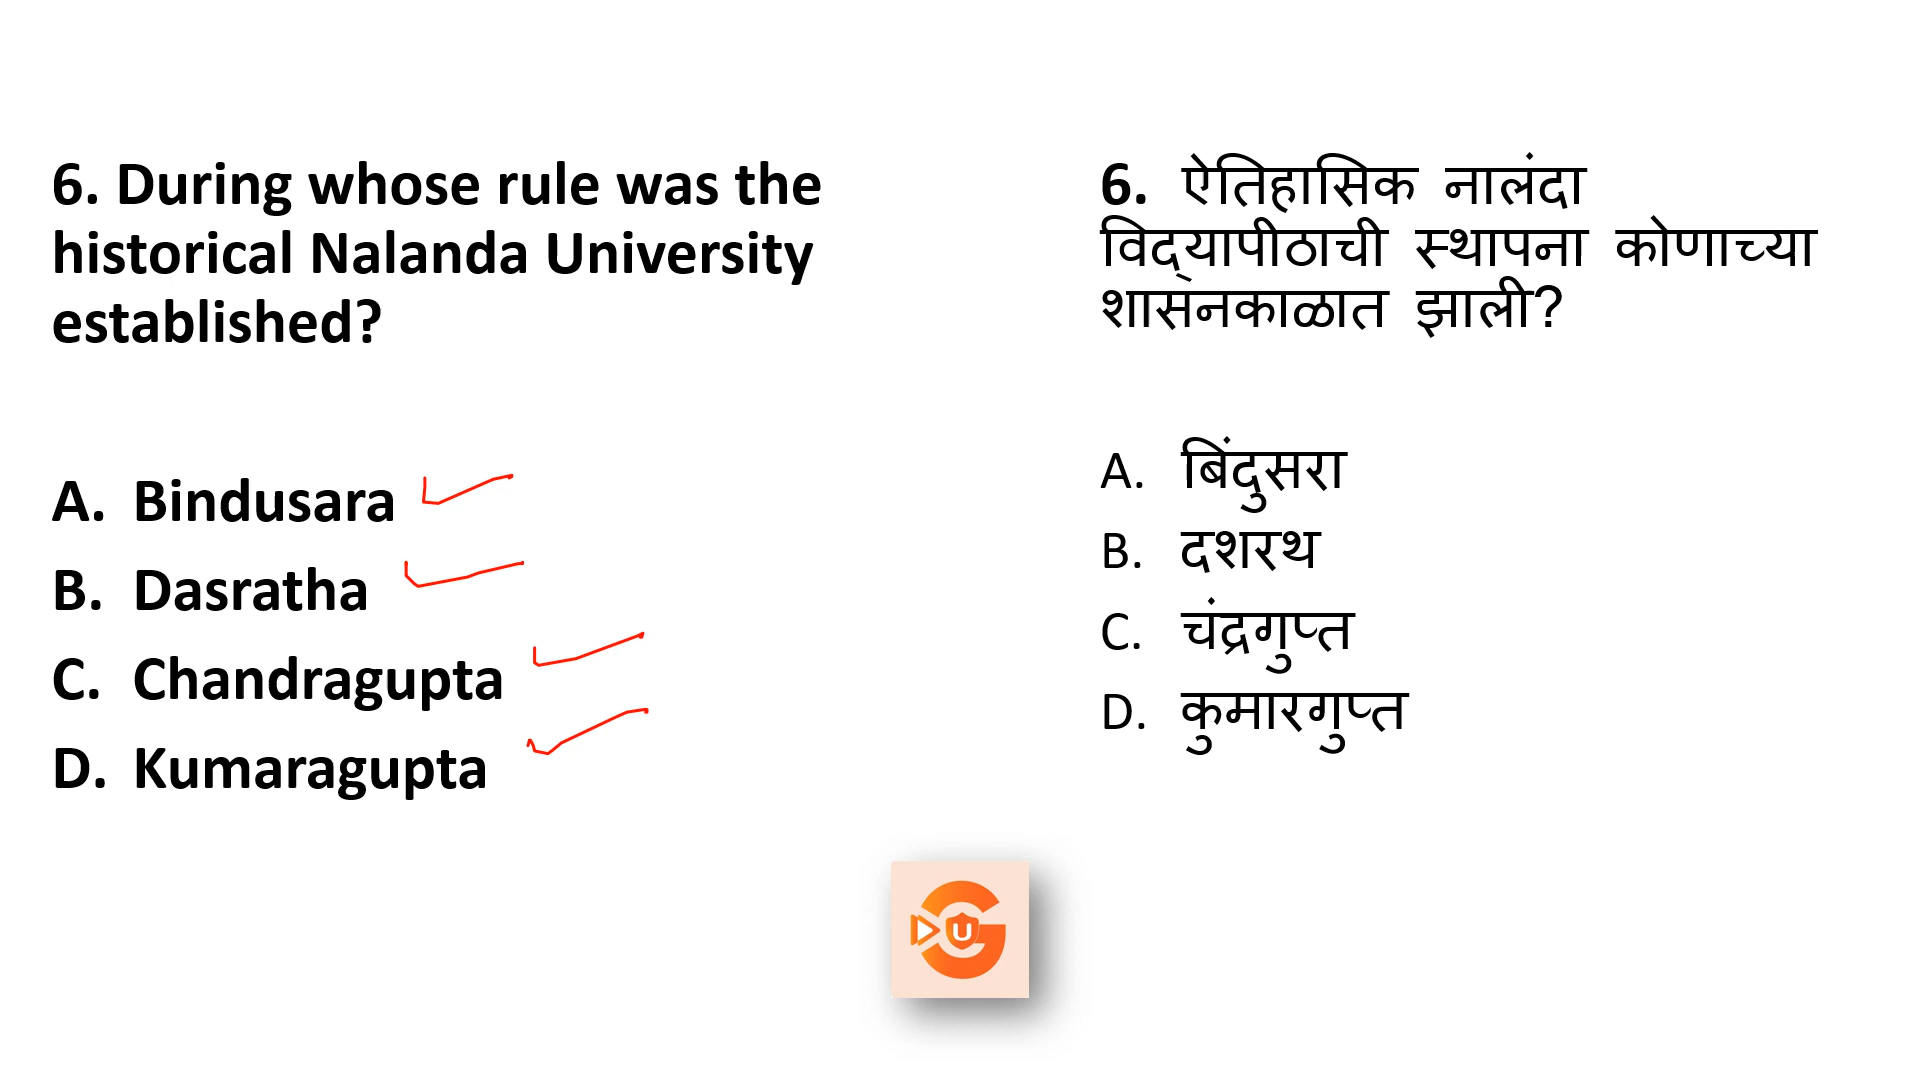 6. During whose rule was the
historical Nalanda University
established?
A. Bindusara
B. Dasratha
C. Chandragupta
D. Kumaragupta
6. ऐतिहासिक नालंदा
विद्यापीठाची स्थापना कोणाच्या
शासनकाळात झाली?
A. बिंदुसरा
B. दशरथ
C. चंद्रगुप्त
D. कुमारगुप्त
U